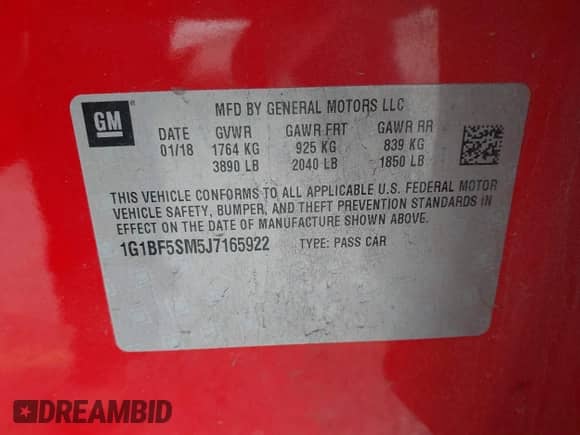 GM
®
MFD BY GENERAL MOTORS LLC
DATE GVWR GAWR FRT GAWR RR
01/18 1764 KG 925 KG 839 KG
3890 LB 2040 LB 1850 LB
THIS VEHICLE CONFORMS TO ALL APPLICABLE U.S. FEDERAL MOTOR
VEHICLE SAFETY, BUMPER, AND THEFT PREVENTION STANDARDS IN
EFFECT ON THE DATE OF MANUFACTURE SHOWN ABOVE.
1G1BF5SM5J7165922 TYPE: PASS CAR
DREAMBID